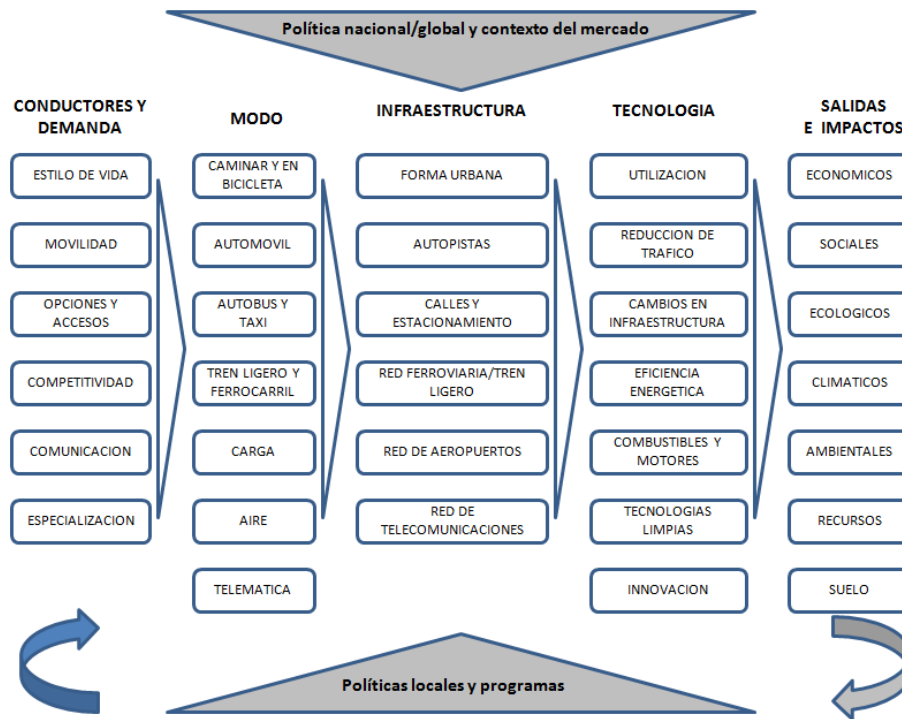 Política nacional/global y contexto del mercado
CONDUCTORES Y
DEMANDA
MODO
INFRAESTRUCTURA
TECNOLOGIA
SALIDAS
E IMPACTOS
ESTILO DE VIDA
MOVILIDAD
OPCIONES Y
ACCESOS
COMPETITIVIDAD
COMUNICACION
ESPECIALIZACION
CAMINAR Y EN
BICICLETA
AUTOMOVIL
AUTOBUS Y
TAXI
TREN LIGERO Y
FERROCARRIL
CARGA
AIRE
TELEMATICA
FORMA URBANA
AUTOPISTAS
CALLES Y
ESTACIONAMIENTO
RED FERROVIARIA/TREN
LIGERO
RED DE AEROPUERTOS
RED DE
TELECOMUNICACIONES
UTILIZACION
REDUCCION DE
TRAFICO
CAMBIOS EN
INFRAESTRUCTURA
EFICIENCIA
ENERGETICA
COMBUSTIBLES Y
MOTORES
TECNOLOGIAS
LIMPIAS
INNOVACION
ECONOMICOS
SOCIALES
ECOLOGICOS
CLIMATICOS
AMBIENTALES
RECURSOS
SUELO
Políticas locales y programas